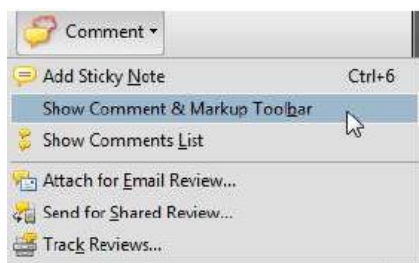 Comment
Add Sticky Note Ctrl+6
Show Comment & Markup Toolbar
Show Comments List
Attach for Email Review...
Send for Shared Review...
Track Reviews...